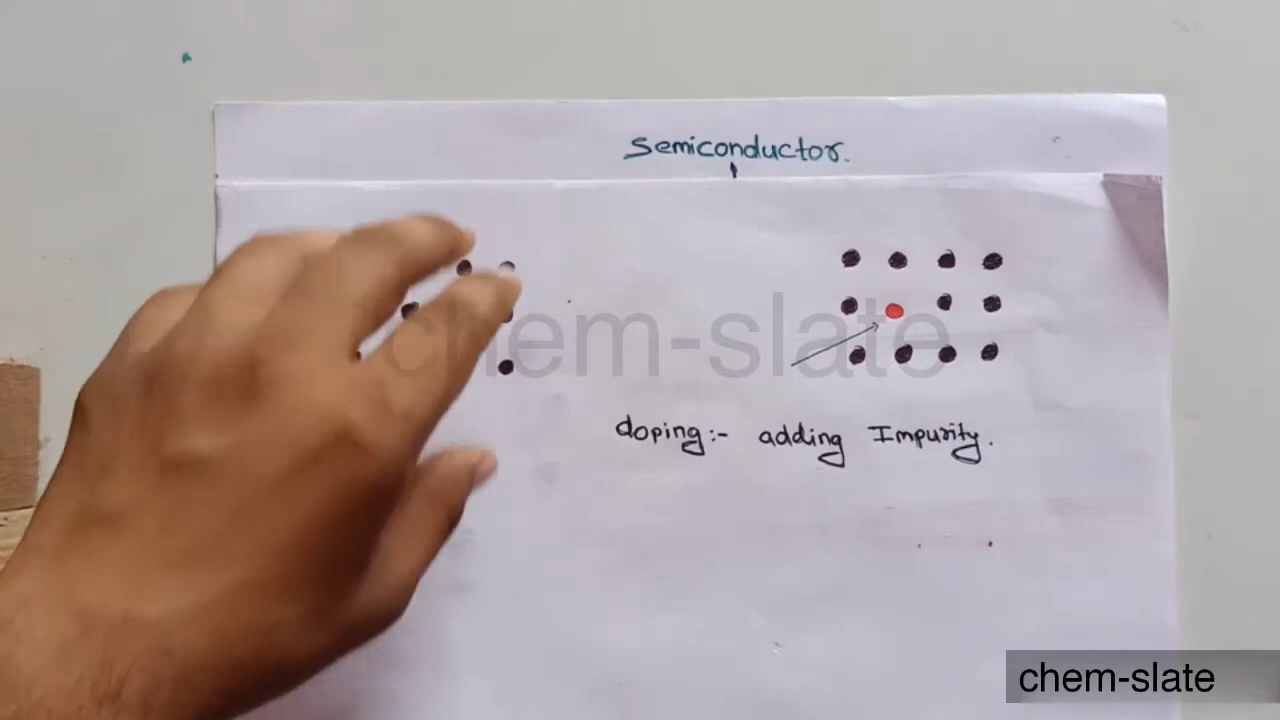 Semiconductor.
chem-slate
doping:- adding Impurity.
chem-slate